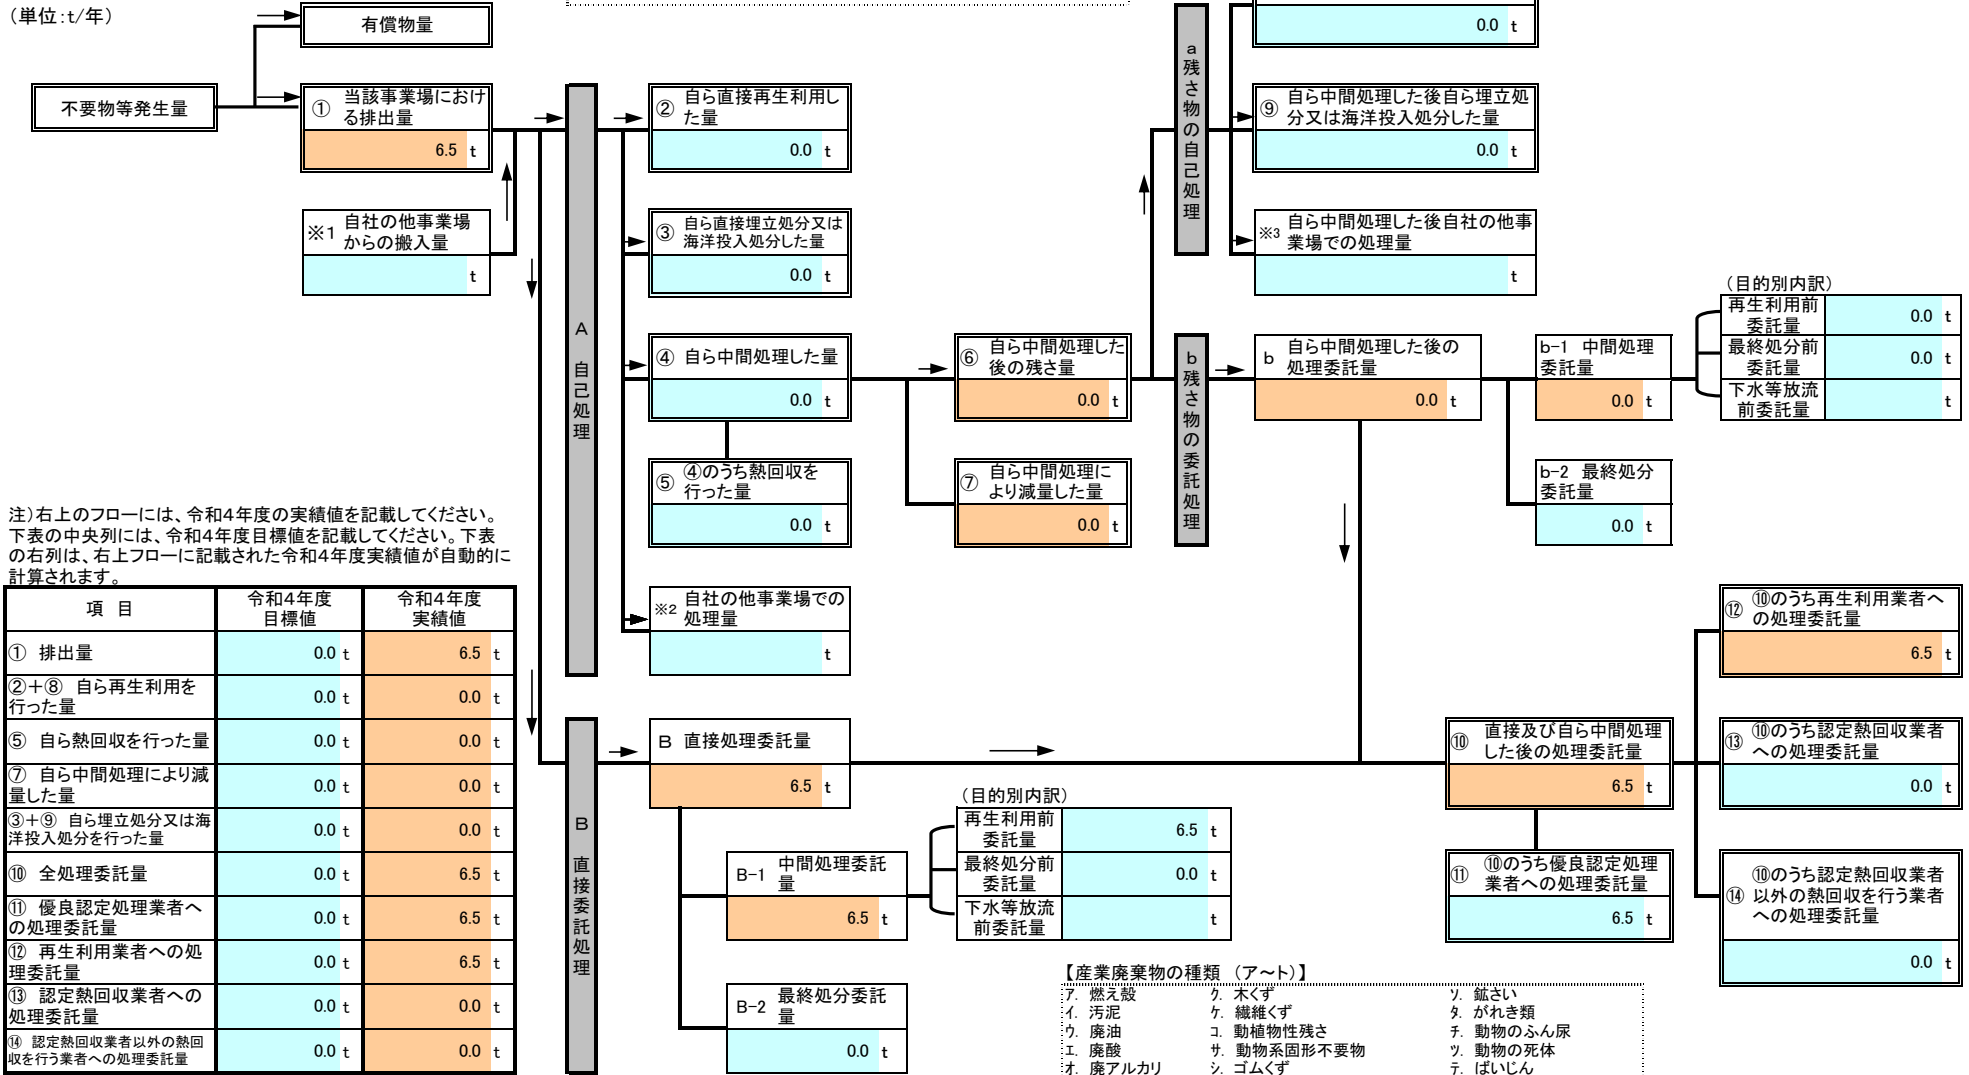 (単位:t/年)
有償物量
不要物等発生量
① 当該事業場におけ
る排出量
6.5 t
※1 自社の他事業場
からの搬入量
t
A 自己処理
② 自ら直接再生利用し
た量
0.0 t
③ 自ら直接埋立処分又は
海洋投入処分した量
0.0 t
④ 自ら中間処理した量
0.0 t
⑤ ④のうち熱回収を
行った量
0.0 t
※2 自社の他事業場での
処理量
t
⑥ 自ら中間処理した
後の残さ量
0.0 t
⑦ 自ら中間処理に
より減量した量
0.0 t
a 残さ物の自己処理
0.0 t
⑨ 自ら中間処理した後自ら埋立処
分又は海洋投入処分した量
0.0 t
※3 自ら中間処理した後自社の他事
業場での処理量
t
b 残さ物の委託処理
b 自ら中間処理した後の
処理委託量
0.0 t
b-1 中間処理
委託量
0.0 t
b-2 最終処分
委託量
0.0 t
(目的別内訳)
再生利用前
委託量 0.0 t
最終処分前
委託量 0.0 t
下水等放流
前委託量 t
注)右上のフローには、令和4年度の実績値を記載してください。
下表の中央列には、令和4年度目標値を記載してください。下表
の右列は、右上フローに記載された令和4年度実績値が自動的に
計算されます。
項 目 令和4年度 目標値 令和4年度 実績値
① 排出量 0.0 t 6.5 t
②+⑧ 自ら再生利用を
行った量 0.0 t 0.0 t
⑤ 自ら熱回収を行った量 0.0 t 0.0 t
⑦ 自ら中間処理により減
量した量 0.0 t 0.0 t
③+⑨ 自ら埋立処分又は海
洋投入処分を行った量 0.0 t 0.0 t
⑩ 全処理委託量 0.0 t 6.5 t
⑪ 優良認定処理業者へ
の処理委託量 0.0 t 6.5 t
⑫ 再生利用業者への処
理委託量 0.0 t 6.5 t
⑬ 認定熱回収業者への
処理委託量 0.0 t 0.0 t
⑭ 認定熱回収業者以外の熱回
収を行う業者への処理委託量 0.0 t 0.0 t
B 直接委託処理
B 直接処理委託量
6.5 t
B-1 中間処理委託
量
6.5 t
B-2 最終処分委託
量
0.0 t
(目的別内訳)
再生利用前
委託量 6.5 t
最終処分前
委託量 0.0 t
下水等放流
前委託量 t
⑩ 直接及び自ら中間処理
した後の処理委託量
6.5 t
⑪ ⑩のうち優良認定処理
業者への処理委託量
6.5 t
⑫ ⑩のうち再生利用業者へ
の処理委託量
6.5 t
⑬ ⑩のうち認定熱回収業者
への処理委託量
0.0 t
⑭ ⑩のうち認定熱回収業者
以外の熱回収を行う業者
への処理委託量
0.0 t
【産業廃棄物の種類 (ア~ト)】
ア. 燃え殻 ク. 木くず ソ. 鉱さい
イ. 汚泥 ケ. 繊維くず タ. がれき類
ウ. 廃油 コ. 動植物性残さ チ. 動物のふん尿
エ. 廃酸 サ. 動物系固形不要物 ツ. 動物の死体
オ. 廃アルカリ シ. ゴムくず テ. ばいじん